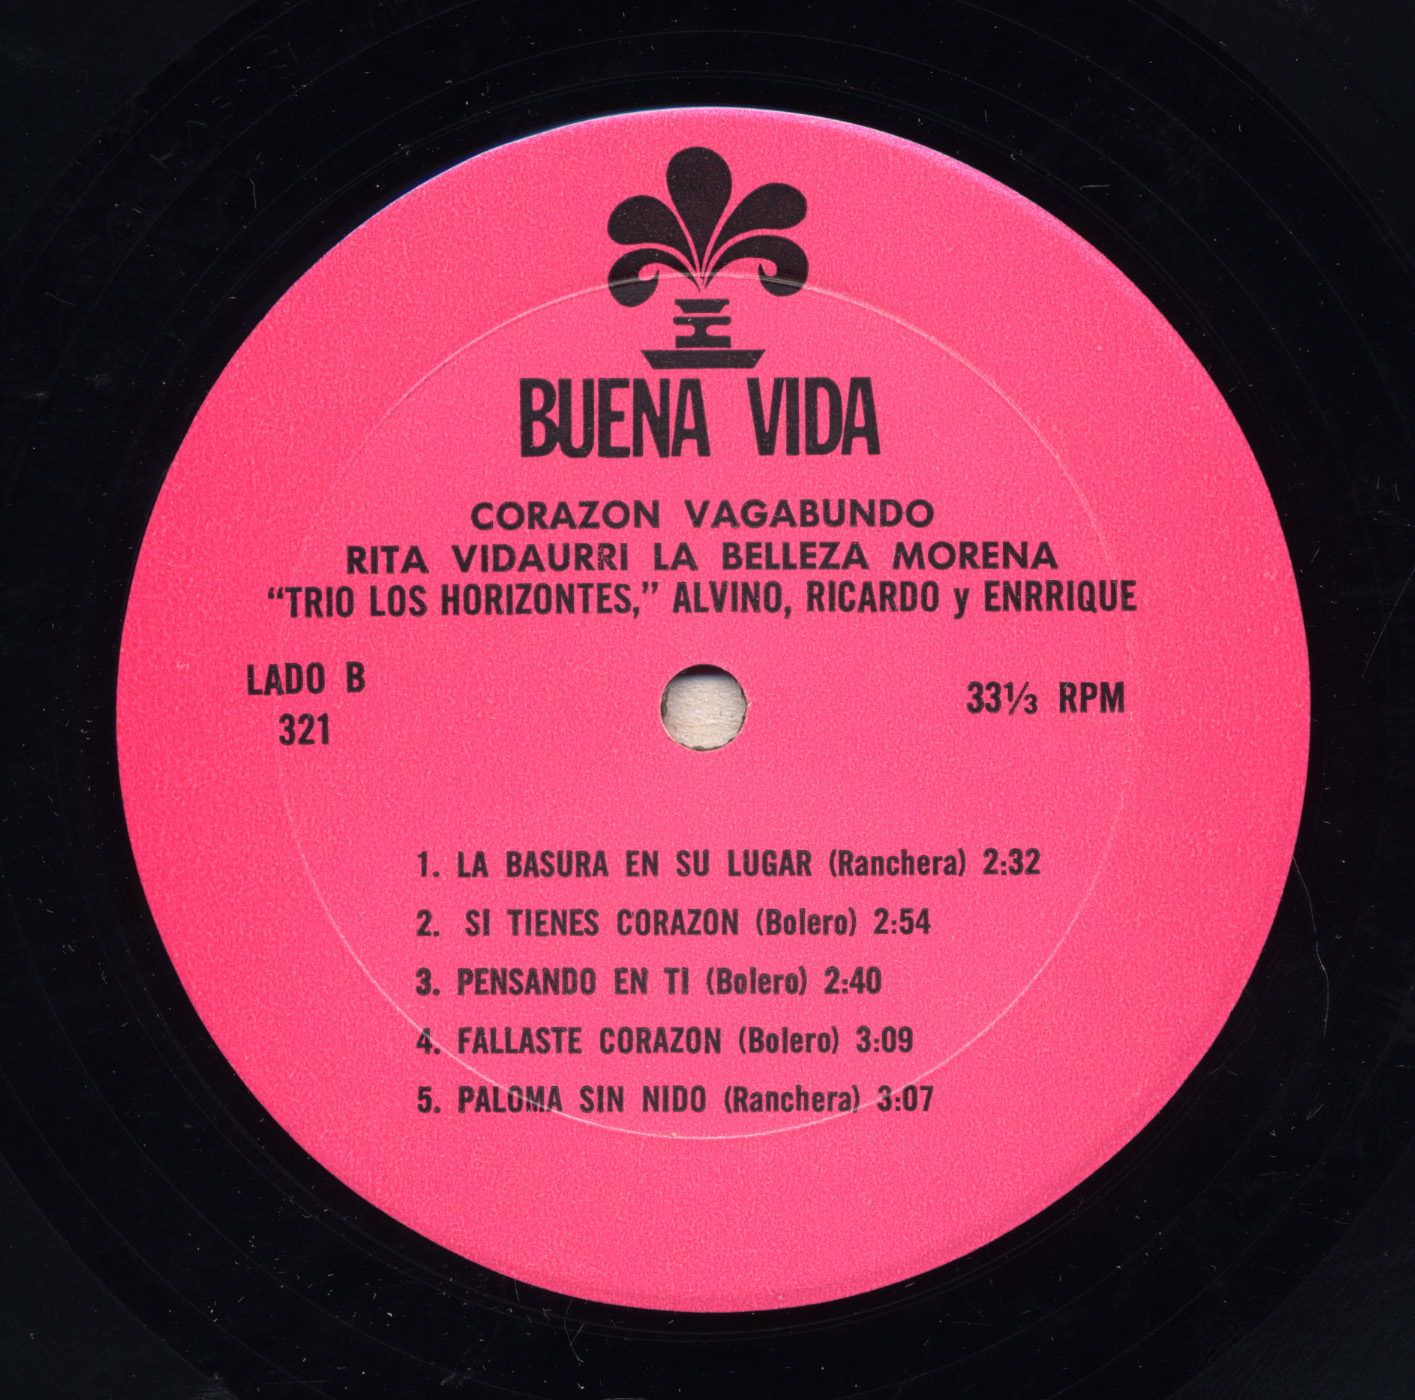 BUENA VIDA
CORAZON VAGABUNDO
RITA VIDAURRI LA BELLEZA MORENA
“TRIO LOS HORIZONTES,” ALVINO, RICARDO y ENRRIQUE
LADO B
321
33⅓ RPM
1. LA BASURA EN SU LUGAR (Ranchera) 2:32
2. SI TIENES CORAZON (Bolero) 2:54
3. PENSANDO EN TI (Bolero) 2:40
4. FALLASTE CORAZON (Bolero) 3:09
5. PALOMA SIN NIDO (Ranchera) 3:07